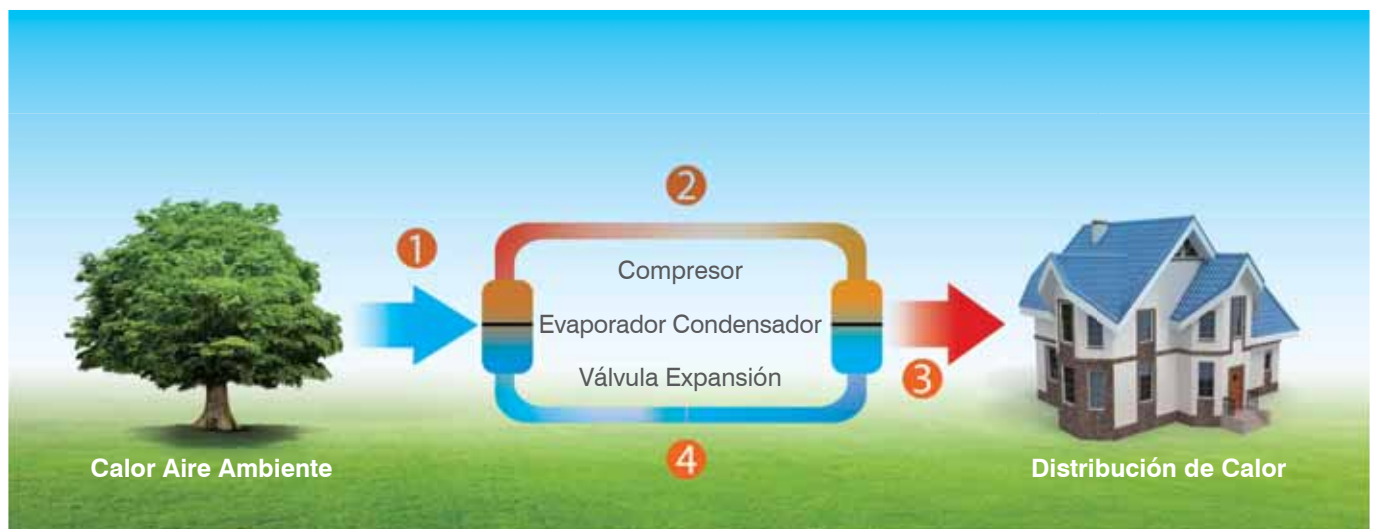 2
1
Compresor
Evaporador Condensador
Válvula Expansión
3
4
Calor Aire Ambiente
Distribución de Calor